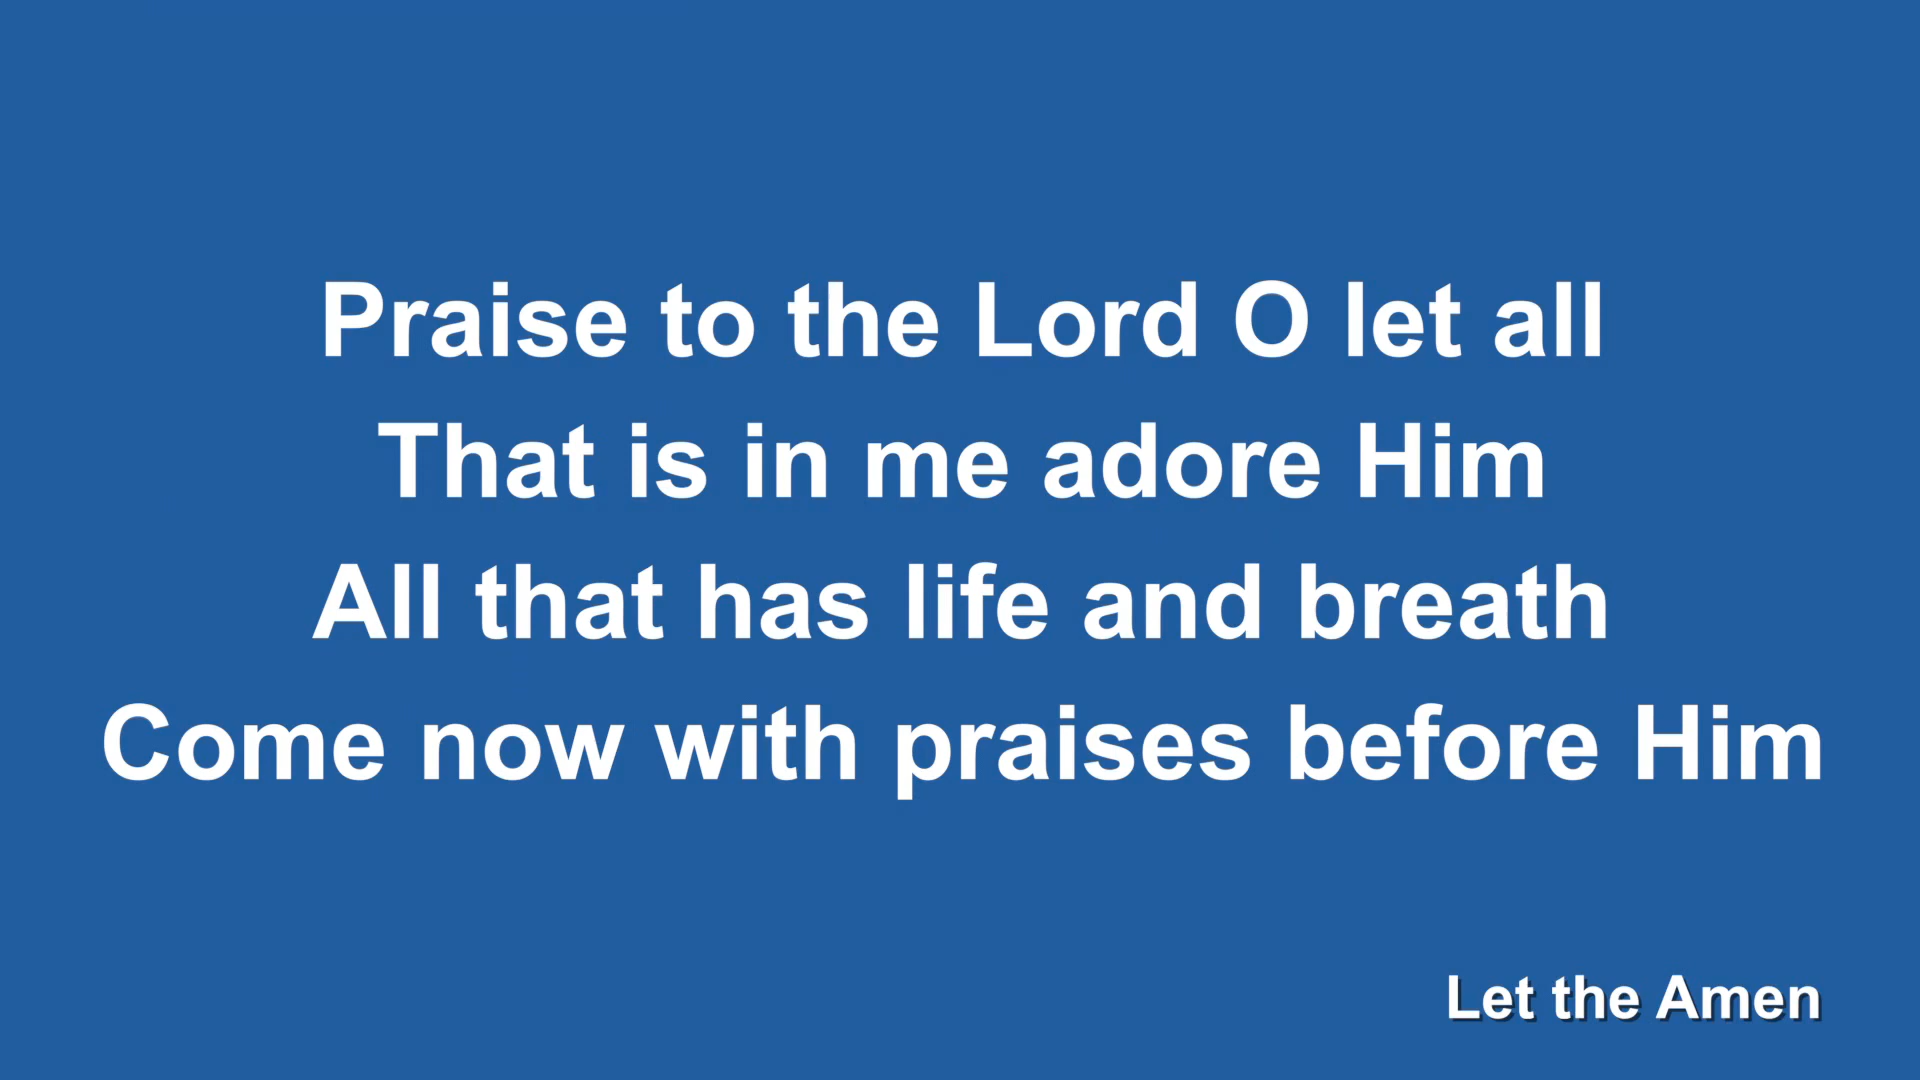 Praise to the Lord O let all
That is in me adore Him
All that has life and breath
Come now with praises before Him
Let the Amen